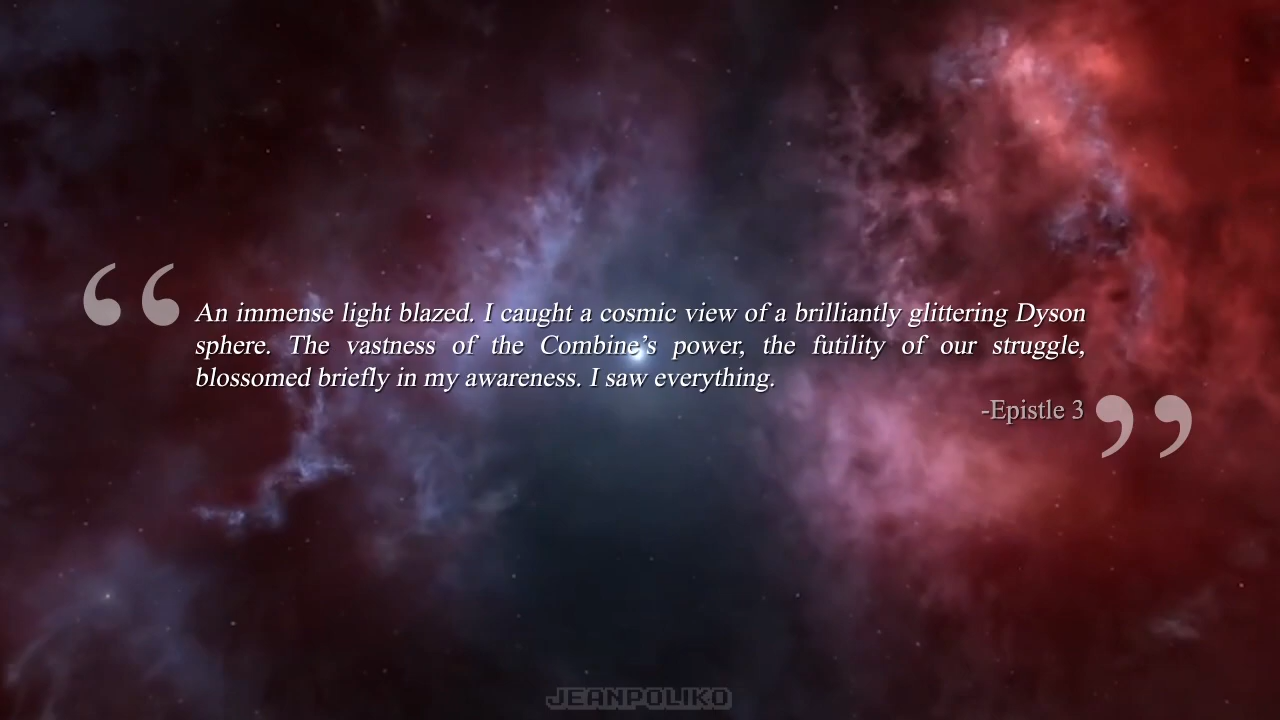 “
An immense light blazed. I caught a cosmic view of a brilliantly glittering Dyson
sphere. The vastness of the Combine’s power, the futility of our struggle,
blossomed briefly in my awareness. I saw everything.
-Epistle 3
”
JEANPOLIKO